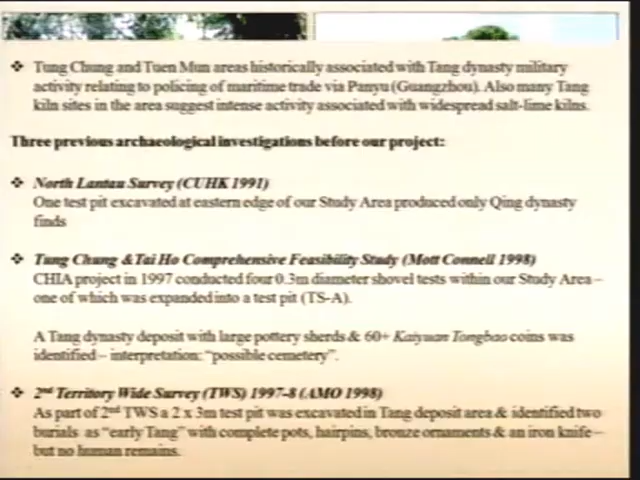 ❖ Tung Chung and Tuen Mun areas historically associated with Tang dynasty military
activity relating to policing of maritime trade via Panyu (Guangzhou). Also many Tang
kiln sites in the area suggest intense activity associated with widespread salt-lime kilns.
Three previous archaeological investigations before our project:
❖ North Lantau Survey (CUHK 1991)
One test pit excavated at eastern edge of our Study Area produced only Qing dynasty
finds
❖ Tung Chung & Tai Ho Comprehensive Feasibility Study (Mott Connell 1998)
CHIA project in 1997 conducted four 0.3m diameter shovel tests within our Study Area –
one of which was expanded into a test pit (TS-A).
A Tang dynasty deposit with large pottery sherds & 60+ Kaiyuan Tongbao coins was
identified – interpretation: "possible cemetery".
❖ 2nd Territory Wide Survey (TWS) 1997-8 (AMO 1998)
As part of 2nd TWS a 2 x 3m test pit was excavated in Tang deposit area & identified two
burials as "early Tang" with complete pots, hairpins, bronze ornaments & an iron knife –
but no human remains.